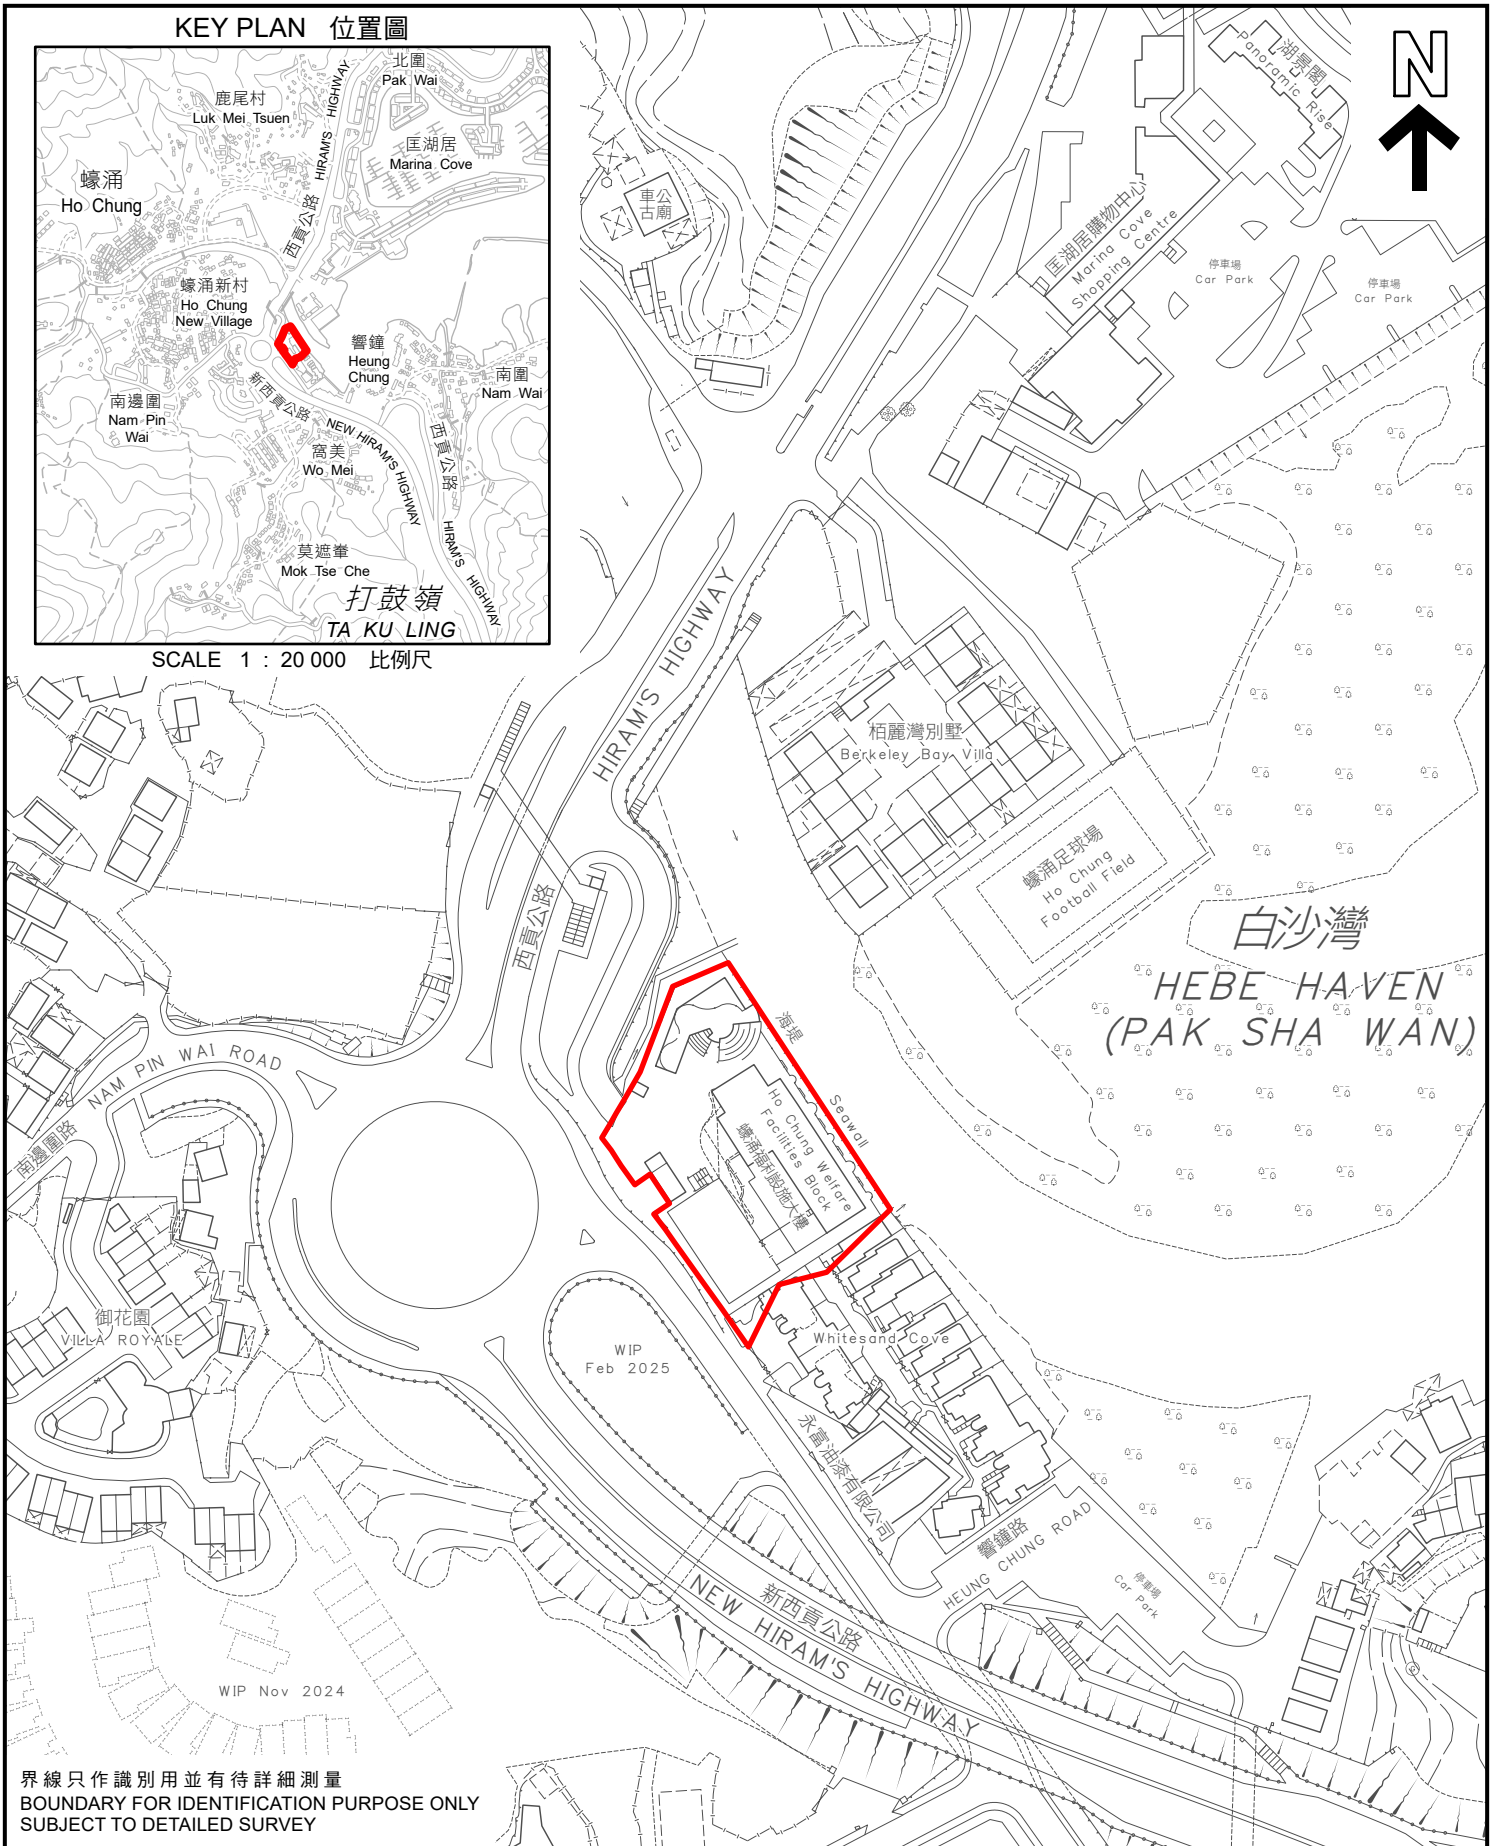 KEY PLAN 位置圖
北圍
Pak Wai
鹿尾村
Luk Mei Tsuen
HIRAM'S HIGHWAY
匡湖居
Marina Cove
蠔涌
Ho Chung
西貢公路
蠔涌新村
Ho Chung
New Village
響鐘
Heung
Chung
南圍
Nam Wai
南邊圍
Nam Pin
Wai
新西貢公路
NEW HIRAM'S HIGHWAY
西貢公路
HIRAM'S HIGHWAY
窩美
Wo Mei
莫遮輋
Mok Tse Che
打鼓嶺
TA KU LING
SCALE 1 : 20 000 比例尺
N
湖景閣
Panoramic Rise
車公
古廟
匡湖居購物中心
Marina Cove
Shopping Centre
停車場
Car Park
停車場
Car Park
HIRAM'S HIGHWAY
西貢公路
栢麗灣別墅
Berkeley Bay Villa
蠔涌足球場
Ho Chung
Football Field
白沙灣
HEBE HAVEN
(PAK SHA WAN)
海堤
Seawall
Ho Chung Welfare
Facilities Block
蠔涌福利設施大樓
NAM PIN WAI ROAD
南邊圍路
御花園
VILLA ROYALE
WIP
Feb 2025
Whitesand Cove
永富油漆有限公司
響鐘路
HEUNG CHUNG ROAD
停車場
Car Park
新西貢公路
NEW HIRAM'S HIGHWAY
WIP Nov 2024
界線只作識別用並有待詳細測量
BOUNDARY FOR IDENTIFICATION PURPOSE ONLY
SUBJECT TO DETAILED SURVEY